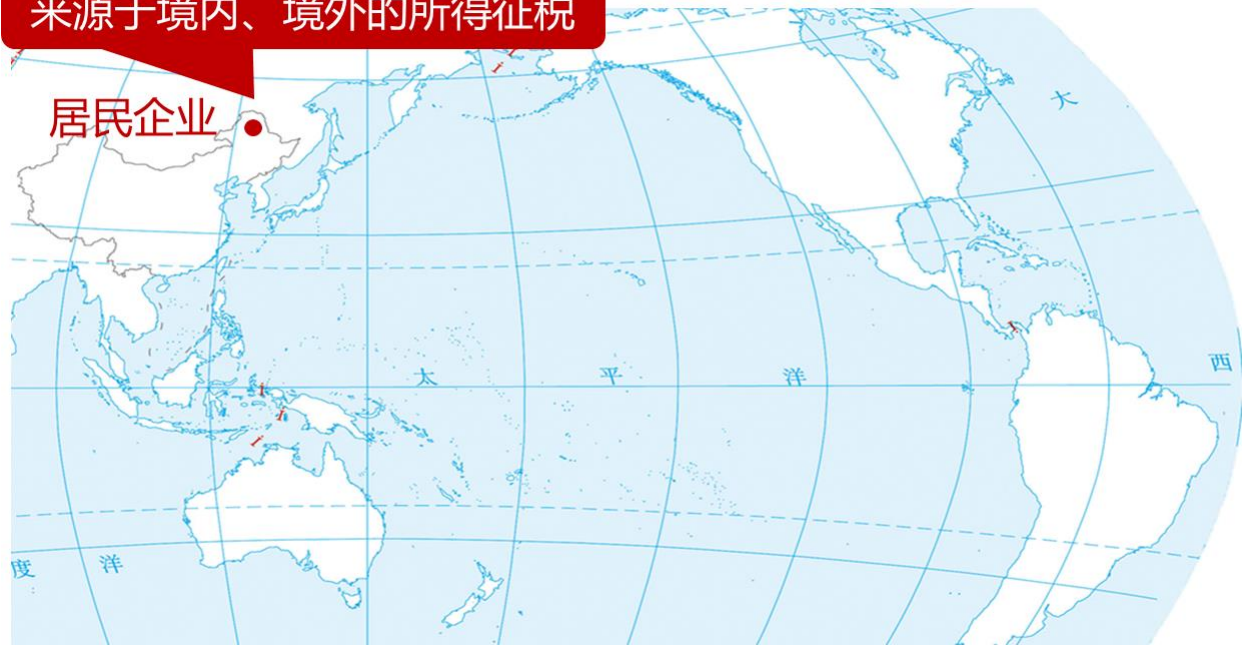 来源于境内、境外的所得征税
居民企业
大
西
太 平 洋
度 洋